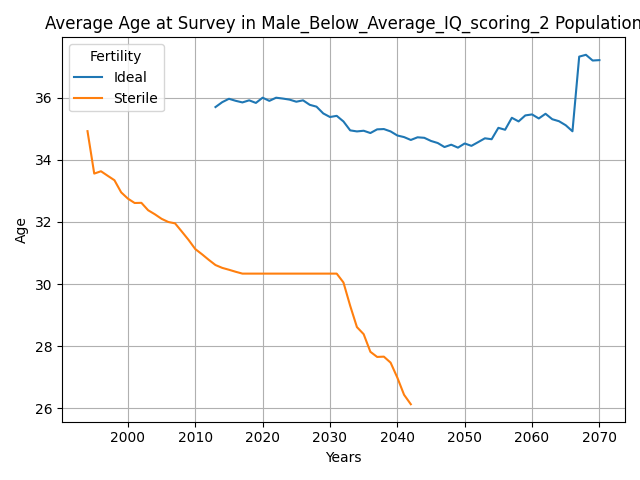 Average Age at Survey in Male_Below_Average_IQ_scoring_2 Population
Fertility
Ideal
Sterile
Age
36
34
32
30
28
26
2000 2010 2020 2030 2040 2050 2060 2070
Years